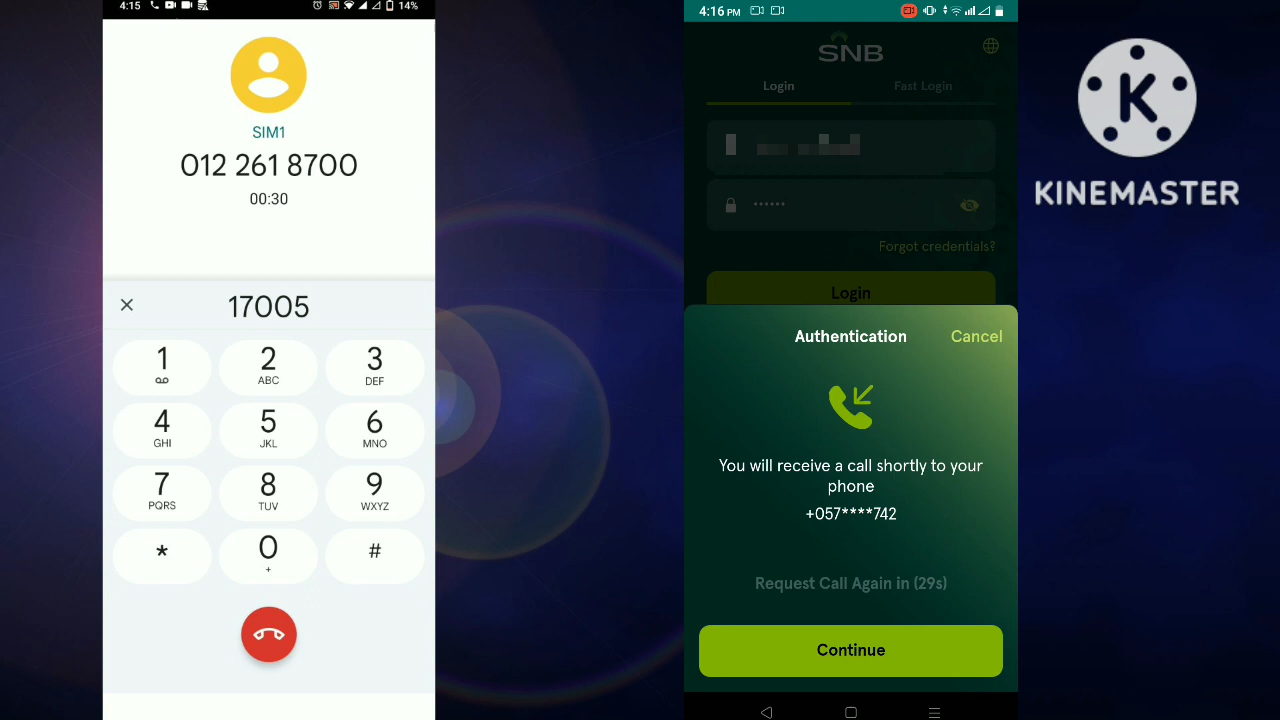 4:15
14%
SIM1
012 261 8700
00:30
17005
1
2
ABC
3
DEF
4
GHI
5
JKL
6
MNO
7
PQRS
8
TUV
9
WXYZ
*
0
+
#
4:16 PM
SNB
Login
Fast Login
Forgot credentials?
Login
Authentication
Cancel
You will receive a call shortly to your
phone
+057****742
Request Call Again in (29s)
Continue
K
KINEMASTER